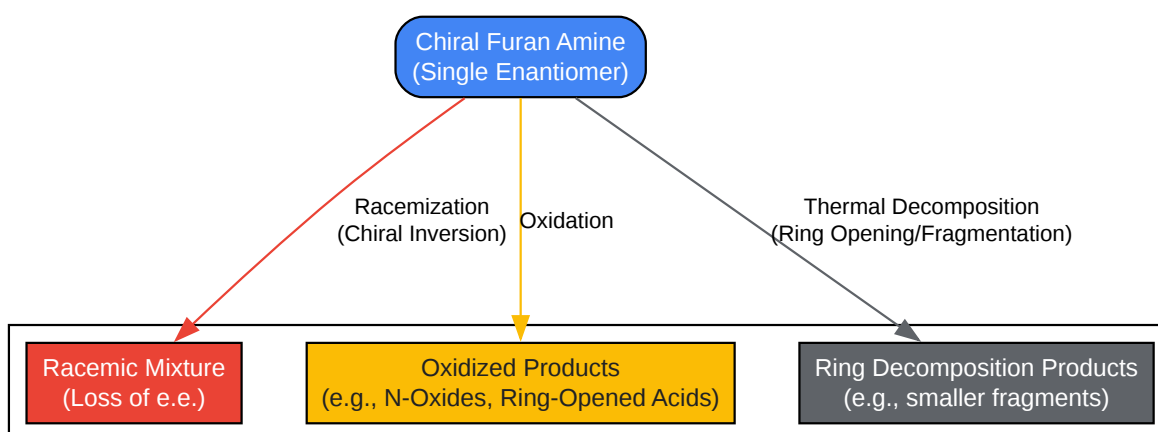 Chiral Furan Amine
(Single Enantiomer)
Racemization
(Chiral Inversion)
Oxidation
Thermal Decomposition
(Ring Opening/Fragmentation)
Racemic Mixture
(Loss of e.e.)
Oxidized Products
(e.g., N-Oxides, Ring-Opened Acids)
Ring Decomposition Products
(e.g., smaller fragments)